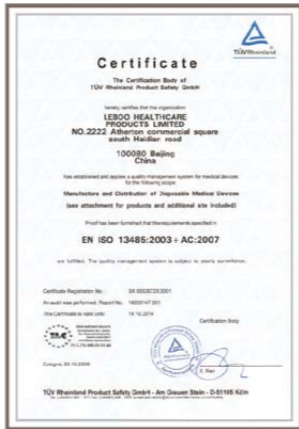 TÜVRheinland
Certificate
The Certification Body of
TÜV Rheinland Product Safety GmbH
hereby certifies that the organization
LEBOO HEALTHCARE
PRODUCTS LIMITED
NO.2222 Atherton commercial square
south Haidian road
100080 Beijing
China
has established and applies a quality management system for medical devices
for the following scope:
Manufacture and Distribution of Disposable Medical Devices
(see attachment for products and additional site included)
Proof has been furnished that the requirements specified in
EN ISO 13485:2003 + AC:2007
are fulfilled. The quality management system is subject to yearly surveillance.
Certificate Registration No.:
An audit was performed. Report No.:
The Certificate is valid until:
Certification Body
Cologne,
TÜV Rheinland Product Safety GmbH - Am Grauen Stein - D-51105 Köln